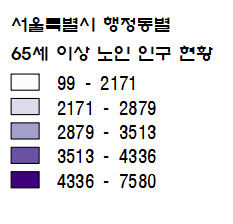 서울특별시 행정동별
65세 이상 노인 인구 현황
99 - 2171
2171 - 2879
2879 - 3513
3513 - 4336
4336 - 7580